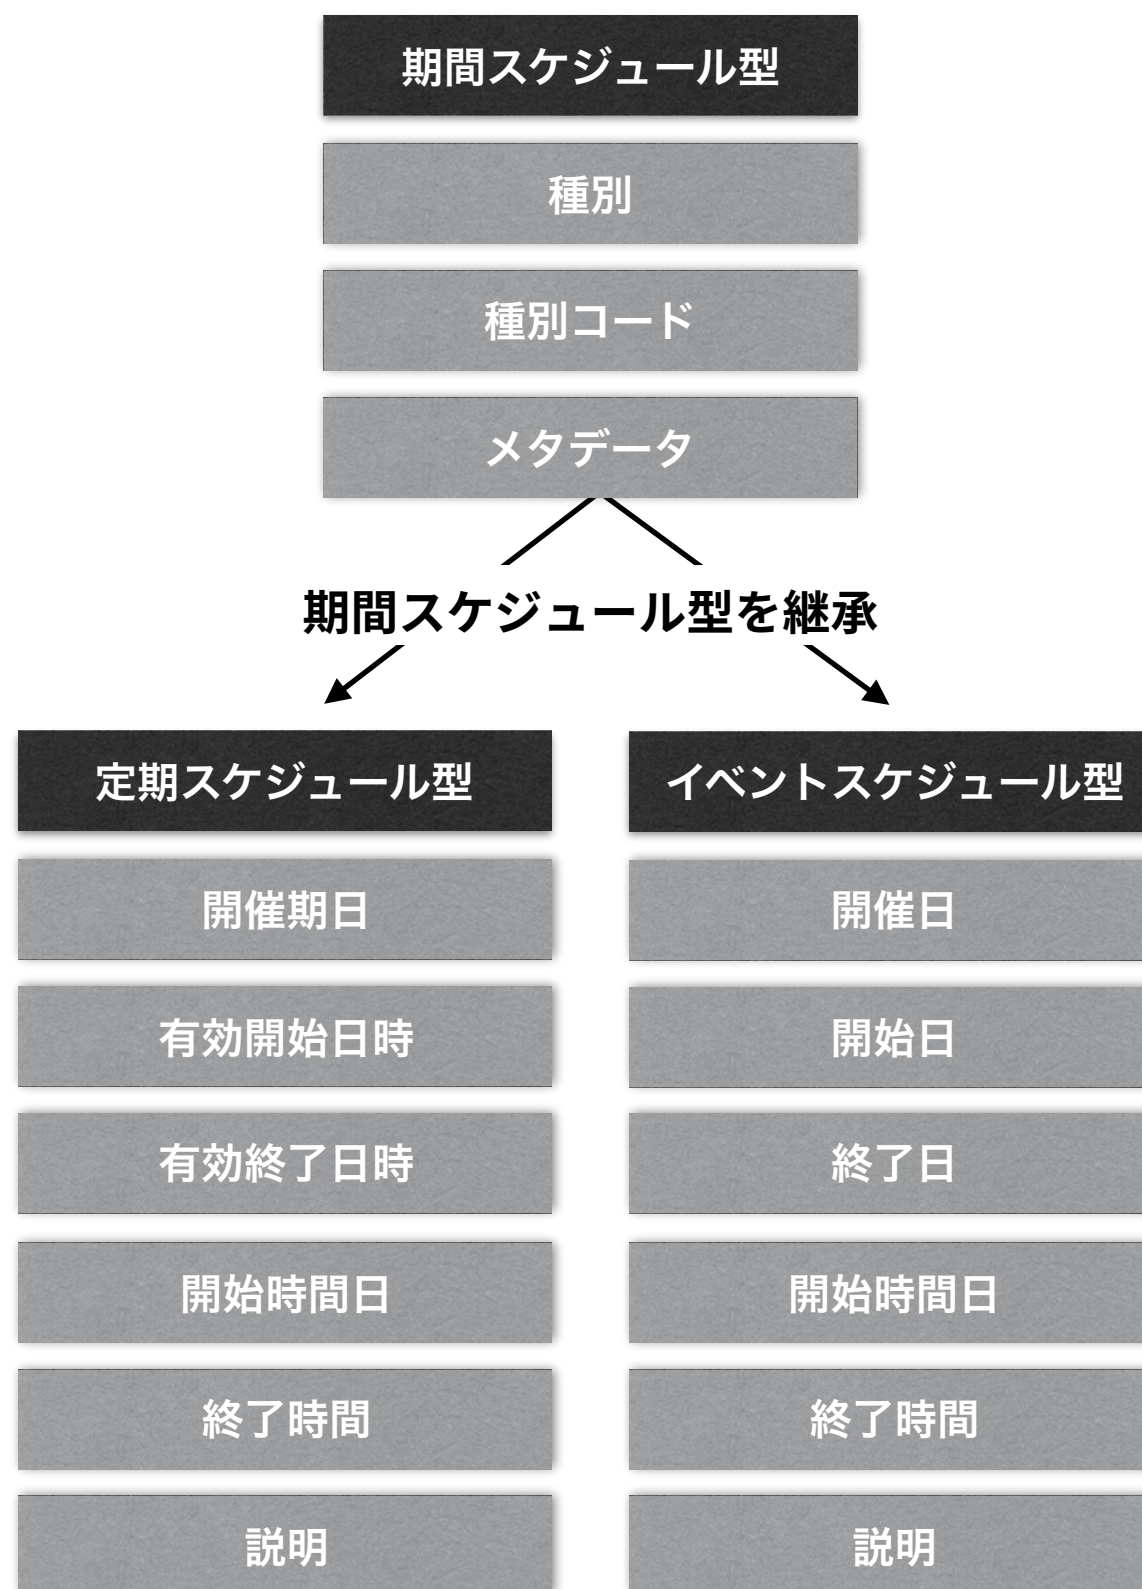 期間スケジュール型
種別
種別コード
メタデータ
期間スケジュール型を継承
定期スケジュール型
開催期日
有効開始日時
有効終了日時
開始時間日
終了時間
説明
イベントスケジュール型
開催日
開始日
終了日
開始時間日
終了時間
説明